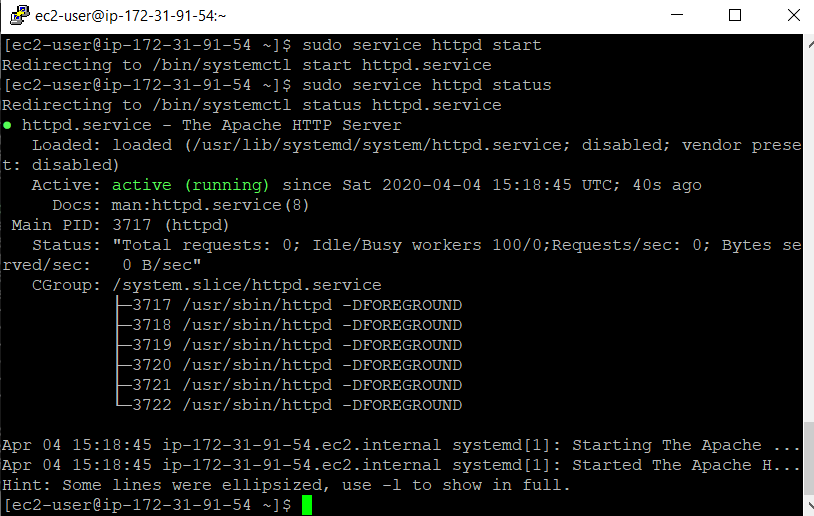 ec2-user@ip-172-31-91-54:~
[ec2-user@ip-172-31-91-54 ~]$ sudo service httpd start
Redirecting to /bin/systemctl start httpd.service
[ec2-user@ip-172-31-91-54 ~]$ sudo service httpd status
Redirecting to /bin/systemctl status httpd.service
● httpd.service - The Apache HTTP Server
   Loaded: loaded (/usr/lib/systemd/system/httpd.service; disabled; vendor prese
t: disabled)
   Active: active (running) since Sat 2020-04-04 15:18:45 UTC; 40s ago
     Docs: man:httpd.service(8)
 Main PID: 3717 (httpd)
   Status: "Total requests: 0; Idle/Busy workers 100/0;Requests/sec: 0; Bytes se
rved/sec:   0 B/sec"
   CGroup: /system.slice/httpd.service
           ├─3717 /usr/sbin/httpd -DFOREGROUND
           ├─3718 /usr/sbin/httpd -DFOREGROUND
           ├─3719 /usr/sbin/httpd -DFOREGROUND
           ├─3720 /usr/sbin/httpd -DFOREGROUND
           ├─3721 /usr/sbin/httpd -DFOREGROUND
           └─3722 /usr/sbin/httpd -DFOREGROUND
Apr 04 15:18:45 ip-172-31-91-54.ec2.internal systemd[1]: Starting The Apache ...
Apr 04 15:18:45 ip-172-31-91-54.ec2.internal systemd[1]: Started The Apache H...
Hint: Some lines were ellipsized, use -l to show in full.
[ec2-user@ip-172-31-91-54 ~]$